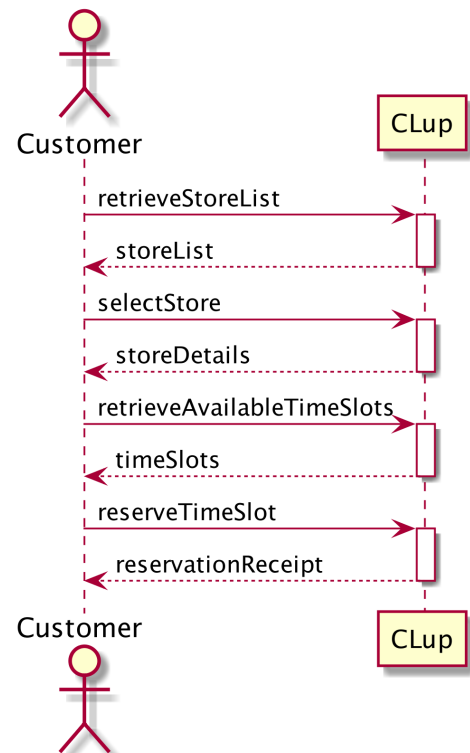 Customer
CLup
retrieveStoreList
storeList
selectStore
storeDetails
retrieveAvailableTimeSlots
timeSlots
reserveTimeSlot
reservationReceipt
Customer
CLup